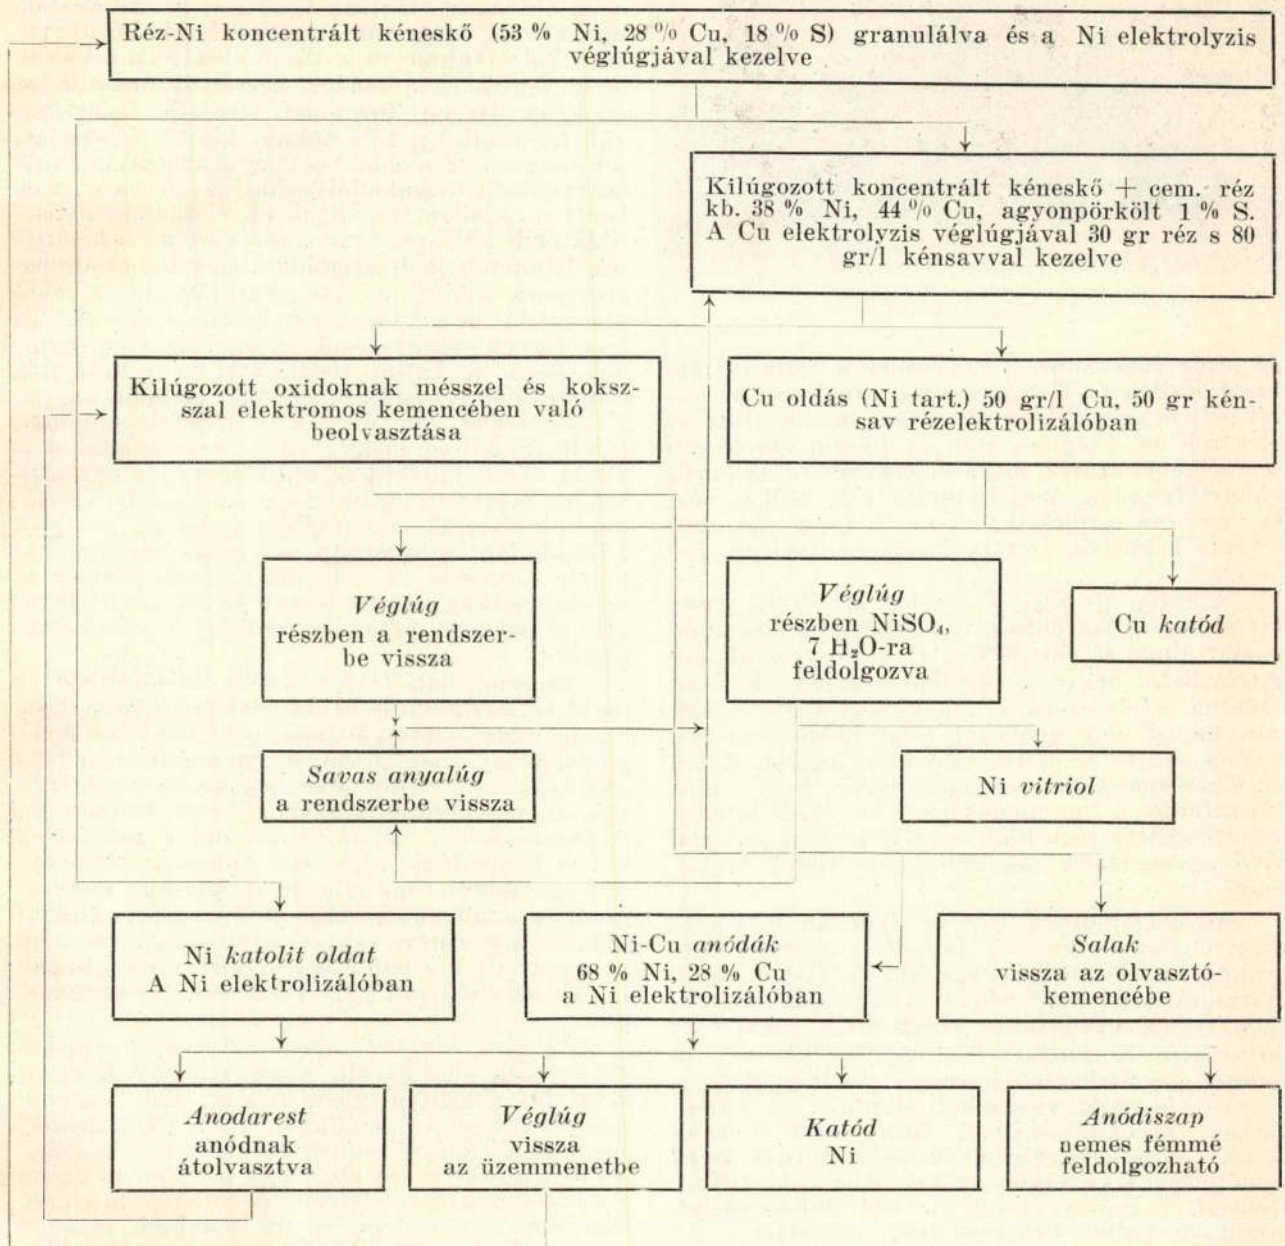 Réz-Ni koncentrált kéneskő (53 % Ni, 28 % Cu, 18 % S) granulálva és a Ni elektrolyzis
véglúgjával kezelve
Kilúgozott koncentrált kéneskő + cem. réz
kb. 38 % Ni, 44 % Cu, agyonpörkölt 1 % S.
A Cu elektrolyzis véglúgjával 30 gr réz s 80
gr/l kénsavval kezelve
Kilúgozott oxidoknak mésszel és koksz-
szal elektromos kemencében való
beolvasztása
Cu oldás (Ni tart.) 50 gr/l Cu, 50 gr kén-
sav rézelektrolizálóban
Véglúg
részben a rendszer-
be vissza
Véglúg
részben NiSO₄,
7 H₂O-ra
feldolgozva
Cu katód
Savas anyalúg
a rendszerbe vissza
Ni vitriol
Ni katolit oldat
A Ni elektrolizálóban
Ni-Cu anódák
68 % Ni, 28 % Cu
a Ni elektrolizálóban
Salak
vissza az olvasztó-
kemencébe
Anodarest
anódnak
átolvasztva
Véglúg
vissza
az üzemmenetbe
Katód
Ni
Anódiszap
nemes fémmé
feldolgozható